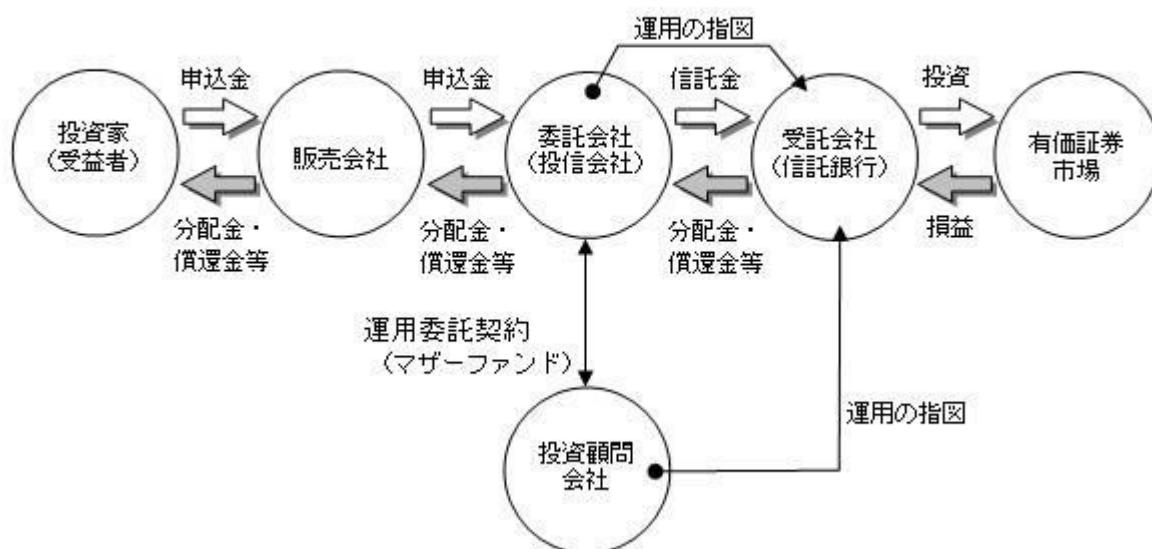 運用の指図
申込金
申込金
信託金
投資
投資家
（受益者）
販売会社
委託会社
（投信会社）
受託会社
（信託銀行）
有価証券
市場
分配金・
償還金等
分配金・
償還金等
分配金・
償還金等
損益
運用委託契約
（マザーファンド）
運用の指図
投資顧問
会社